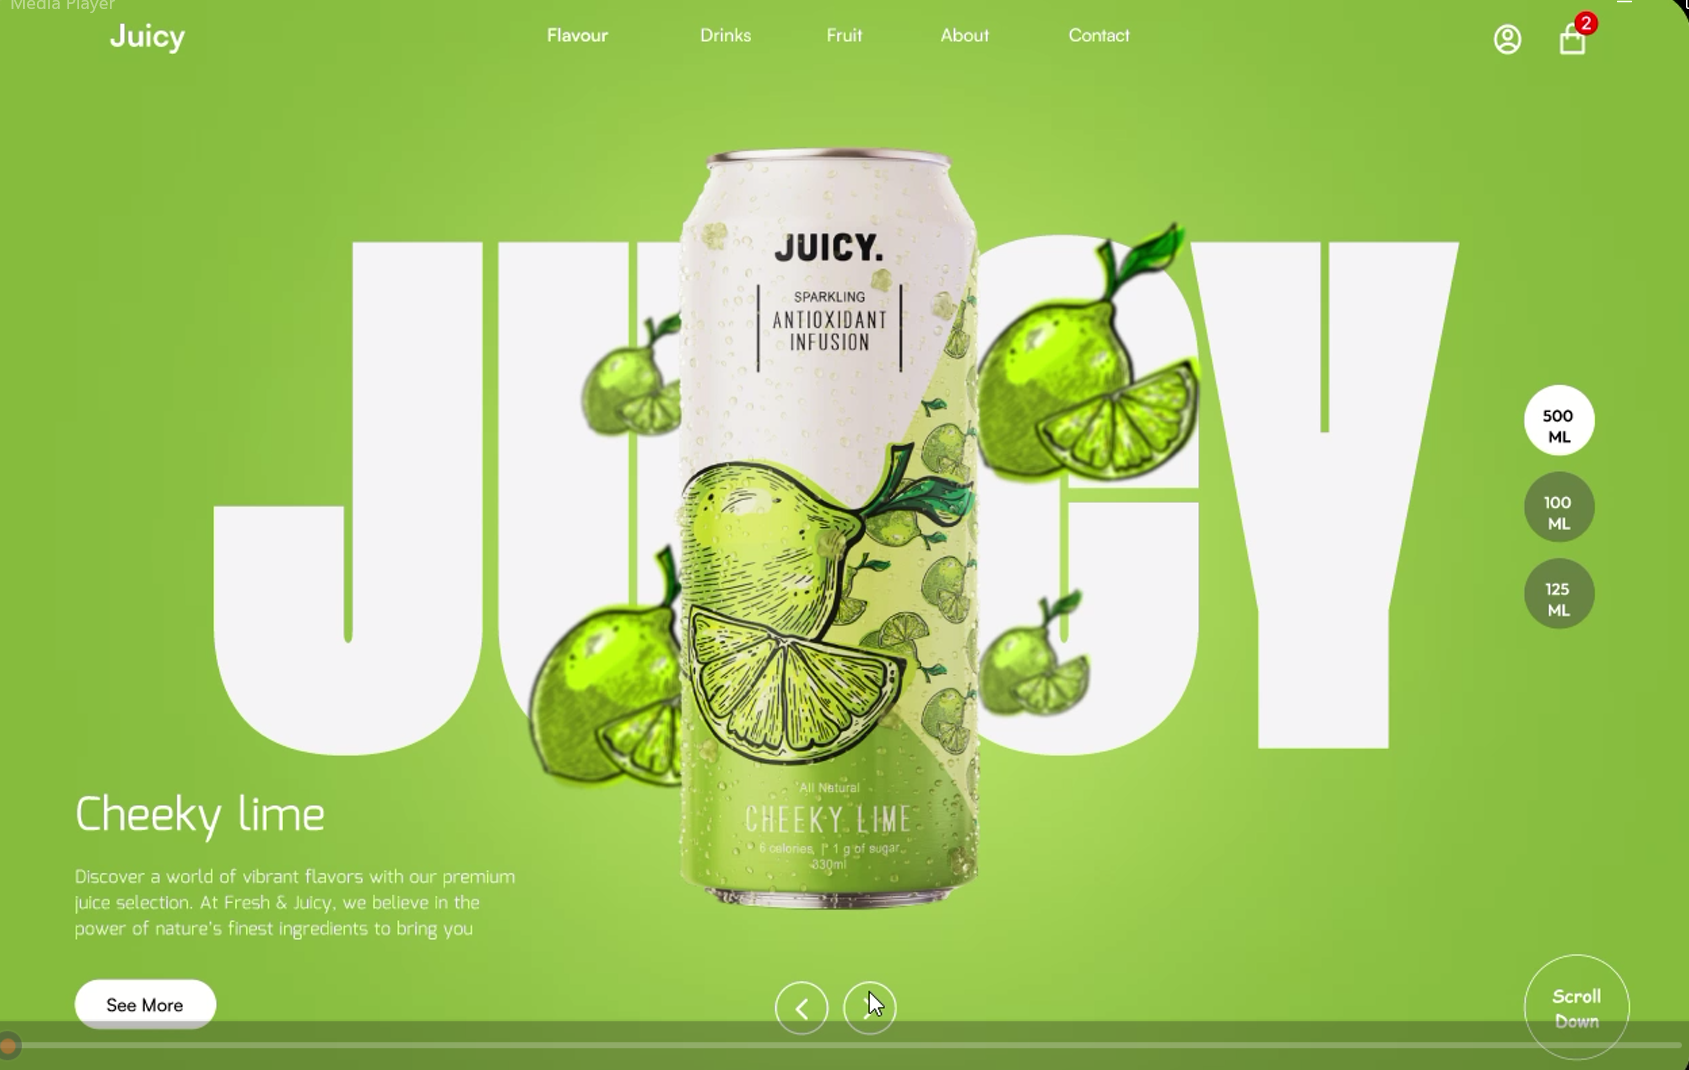 Media Player
Juicy
Flavour
Drinks
Fruit
About
Contact
2
JUICY
JUICY.
SPARKLING
ANTIOXIDANT
INFUSION
500
ML
100
ML
125
ML
All Natural
CHEEKY LIME
6 calories | 1 g of sugar
330ml
Cheeky lime
Discover a world of vibrant flavors with our premium
juice selection. At Fresh & Juicy, we believe in the
power of nature's finest ingredients to bring you
See More
Scroll
Down